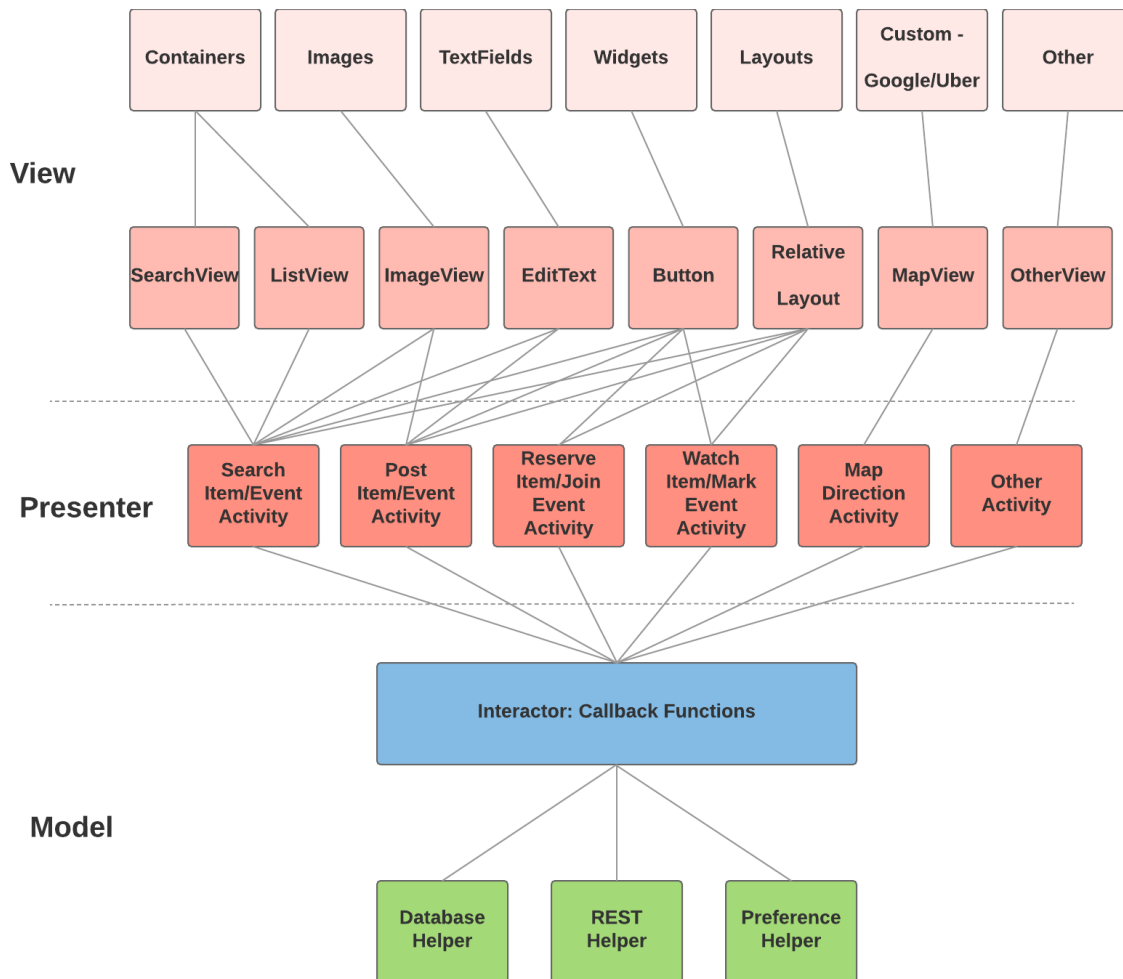 Containers
Images
TextFields
Widgets
Layouts
Custom -
Google/Uber
Other
View
SearchView
ListView
ImageView
EditText
Button
Relative
Layout
MapView
OtherView
Presenter
Search
Item/Event
Activity
Post
Item/Event
Activity
Reserve
Item/Join
Event
Activity
Watch
Item/Mark
Event
Activity
Map
Direction
Activity
Other
Activity
Interactor: Callback Functions
Model
Database
Helper
REST
Helper
Preference
Helper